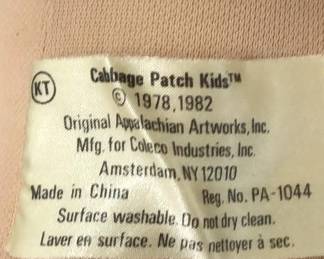 KT
Cabbage Patch Kids™
© 1978,1982
Original Appalachian Artworks, Inc.
Mfg. for Coleco Industries, Inc.
Amsterdam, NY 12010
Made in China Reg. No. PA-1044
Surface washable. Do not dry clean.
Laver en surface. Ne pas nettoyer à sec.